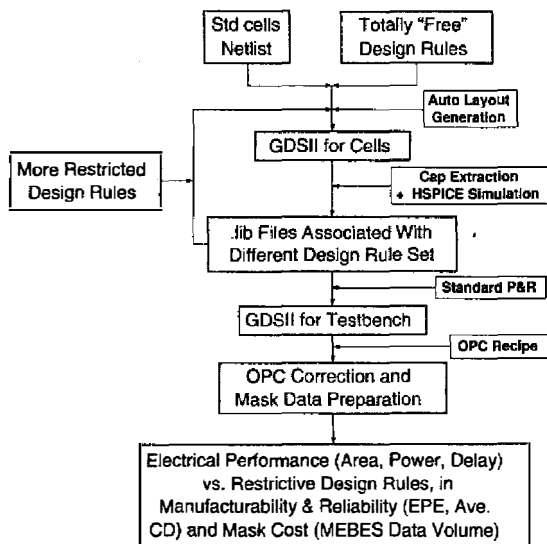 Std cells
Netlist
Totally "Free"
Design Rules
Auto Layout
Generation
GDSII for Cells
More Restricted
Design Rules
Cap Extraction
+ HSPICE Simulation
.lib Files Associated With
Different Design Rule Set
Standard P&R
GDSII for Testbench
OPC Recipe
OPC Correction and
Mask Data Preparation
Electrical Performance (Area, Power, Delay)
vs. Restrictive Design Rules, in
Manufacturability & Reliability (EPE, Ave.
CD) and Mask Cost (MEBES Data Volume)